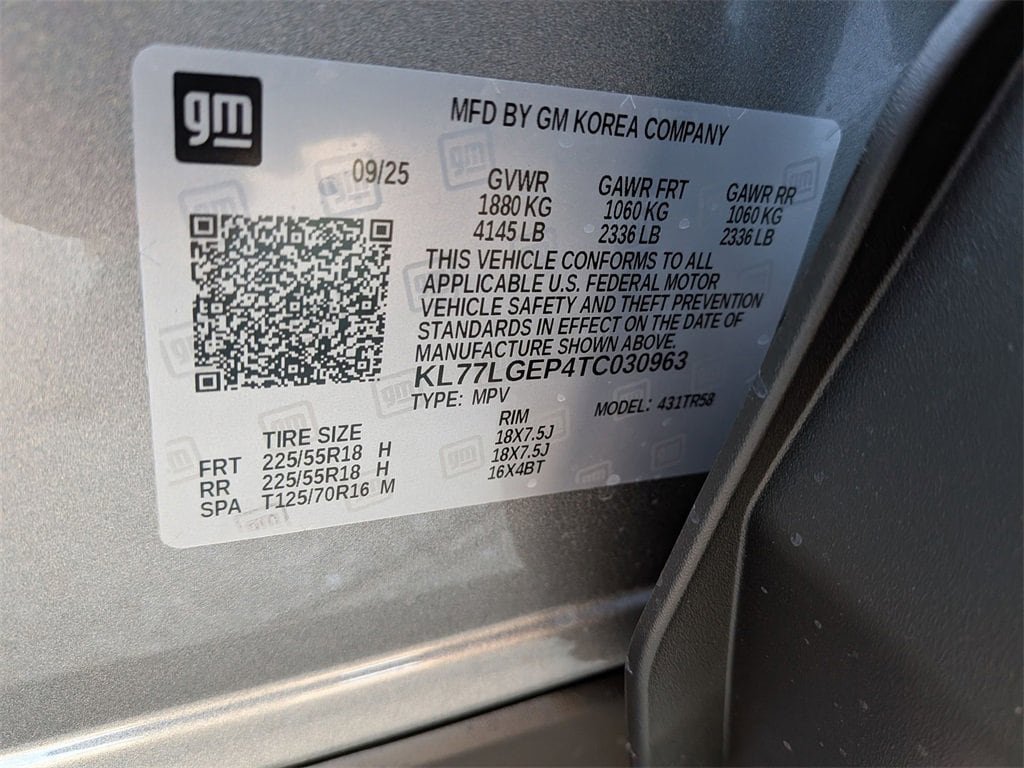 gm
MFD BY GM KOREA COMPANY
09/25
GVWR GAWR FRT GAWR RR
1880 KG 1060 KG 1060 KG
4145 LB 2336 LB 2336 LB
THIS VEHICLE CONFORMS TO ALL
APPLICABLE U.S. FEDERAL MOTOR
VEHICLE SAFETY AND THEFT PREVENTION
STANDARDS IN EFFECT ON THE DATE OF
MANUFACTURE SHOWN ABOVE.
KL77LGEP4TC030963
TYPE: MPV MODEL: 431TR58
TIRE SIZE RIM
FRT 225/55R18 H 18X7.5J
RR 225/55R18 H 18X7.5J
SPA T125/70R16 M 16X4BT